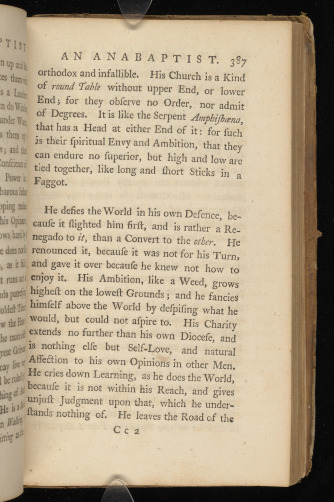 AN ANABAPTIST. 387
orthodox and infallible. His Church is a Kind
of round Table without upper End, or lower
End; for they obſerve no Order, nor admit
of Degrees. It is like the Serpent Amphiſbæna,
that has a Head at either End of it: for ſuch
is their ſpiritual Envy and Ambition, that they
can endure no ſuperior, but high and low are
tied together, like long and ſhort Sticks in a
Faggot.
He defies the World in his own Defence, be-
cauſe it ſlighted him firſt, and is rather a Re-
negado to it, than a Convert to the other. He
renounced it, becauſe it was not for his Turn,
and gave it over becauſe he knew not how to
enjoy it. His Ambition, like a Weed, grows
higheſt on the loweſt Grounds; and he fancies
himſelf above the World by deſpiſing what he
would, but could not aſpire to. His Charity
extends no further than his own Dioceſe, and
is nothing elſe but Self-Love, and natural
Affection to his own Opinions in other Men.
He cries down Learning, as he does the World,
becauſe it is not within his Reach, and gives
unjuſt Judgment upon that, which he under-
ſtands nothing of. He leaves the Road of the
Cc 2